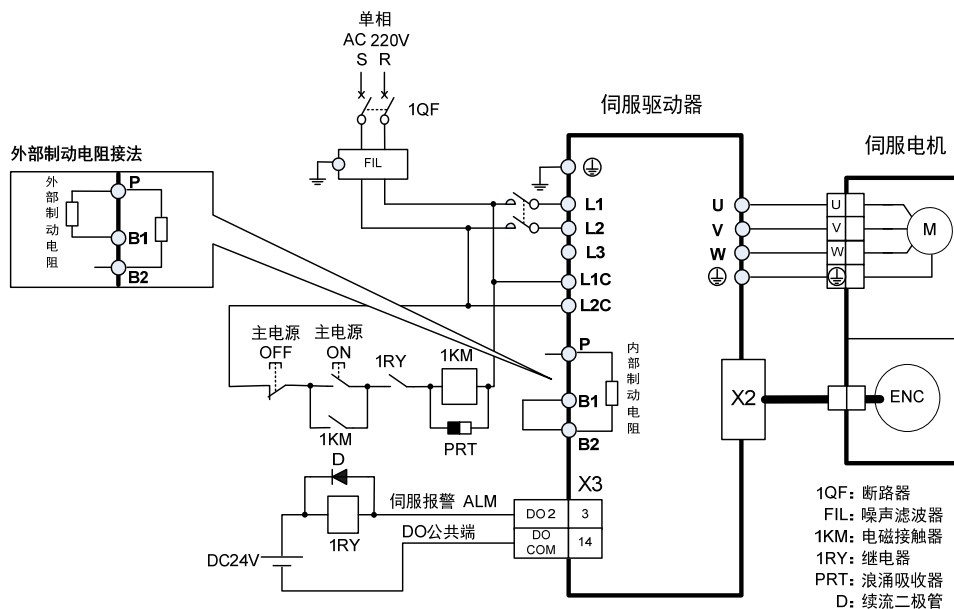 单相
AC 220V
S R
1QF
FIL
外部制动电阻接法
外部制动电阻
P
B1
B2
伺服驱动器
L1
L2
L3
L1C
L2C
P
B1
B2
内部制动电阻
U
V
W
X2
伺服电机
U
V
W
M
ENC
主电源
OFF
主电源
ON
1RY
1KM
1KM
PRT
D
1RY
DC24V
伺服报警 ALM
DO公共端
X3
DO 2 3
DO
COM
14
1QF：断路器
FIL：噪声滤波器
1KM：电磁接触器
1RY：继电器
PRT：浪涌吸收器
D：续流二极管